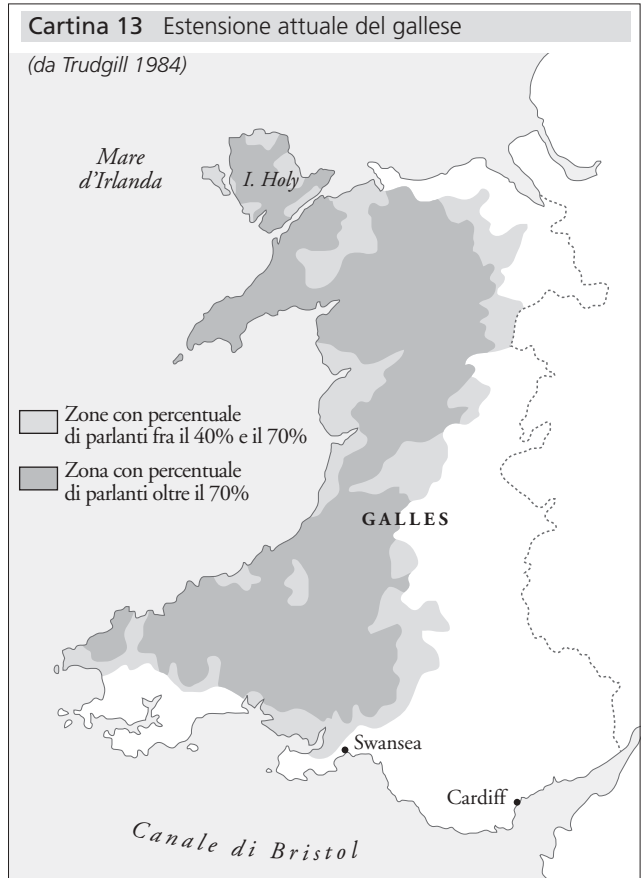 Cartina 13 Estensione attuale del gallese
(da Trudgill 1984)
Mare
d'Irlanda
I. Holy
Zone con percentuale
di parlanti fra il 40% e il 70%
Zona con percentuale
di parlanti oltre il 70%
GALLES
Swansea
Cardiff
Canale di Bristol